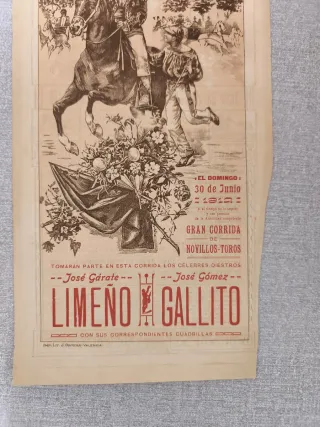 EL DOMINGO
30 de Junio
1912
GRAN CORRIDA
DE
NOVILLOS-TOROS
TOMARÁN PARTE EN ESTA CORRIDA LOS CÉLEBRES DIESTROS
José Gárate José Gómez
LIMEÑO GALLITO
CON SUS CORRESPONDIENTES CUADRILLAS